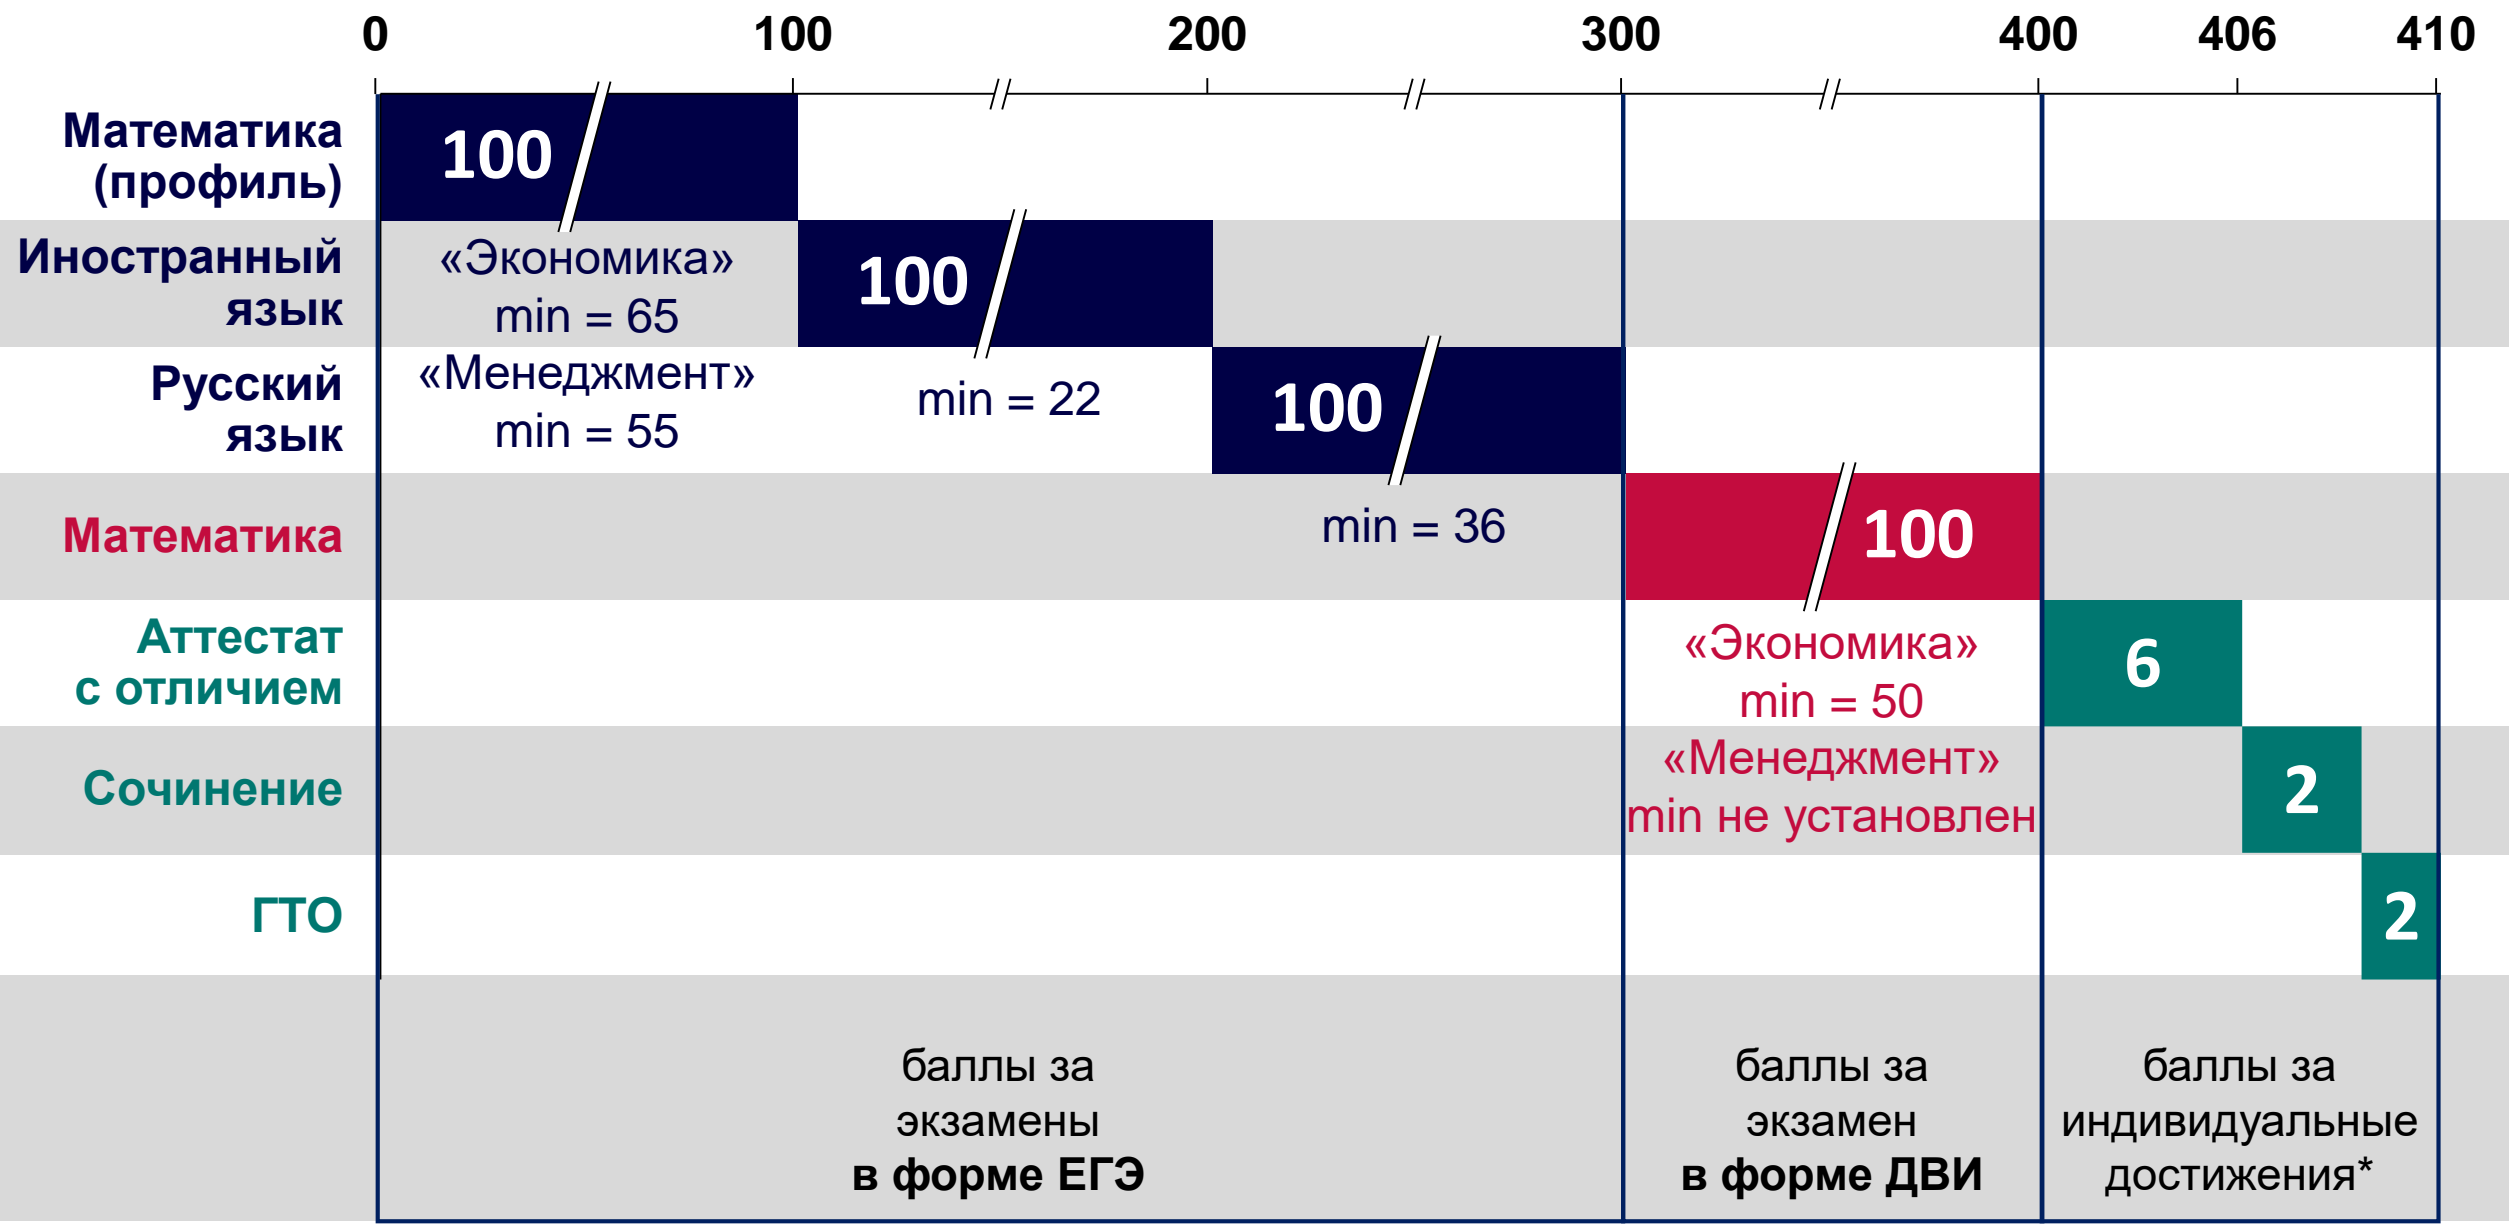 0 100 200 300 400 406 410
Математика
(профиль)
100
Иностранный
язык
«Экономика»
min = 65
100
Русский
язык
«Менеджмент»
min = 55
min = 22
100
Математика
min = 36
100
Аттестат
с отличием
«Экономика»
min = 50
6
Сочинение
«Менеджмент»
min не установлен
2
ГТО
2
баллы за
экзамены
в форме ЕГЭ
баллы за
экзамен
в форме ДВИ
баллы за
индивидуальные
достижения*